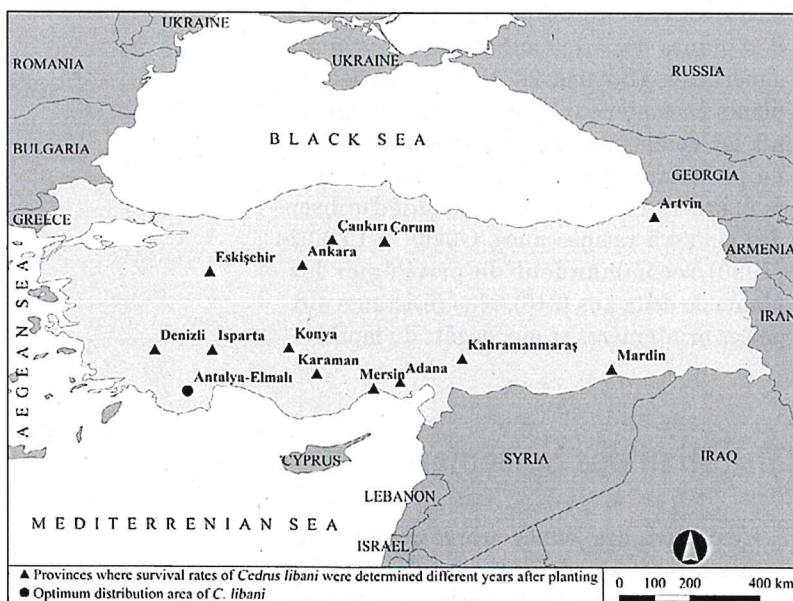 UKRAINE
ROMANIA
UKRAINE
RUSSIA
BLACK SEA
BULGARIA
GEORGIA
GREECE
Artvin
Çankırı Çorum
ARMENIA
Eskişehir
Ankara
IRAN
AEGEAN SEA
Denizli Isparta Konya
Kahramanmaraş
Karaman
Mardin
Antalya-Elmalı
Mersin
Adana
CYPRUS
SYRIA
IRAQ
LEBANON
MEDITERRENIAN SEA
ISRAEL
▲ Provinces where survival rates of Cedrus libani were determined different years after planting
● Optimum distribution area of C. libani
0 100 200 400 km